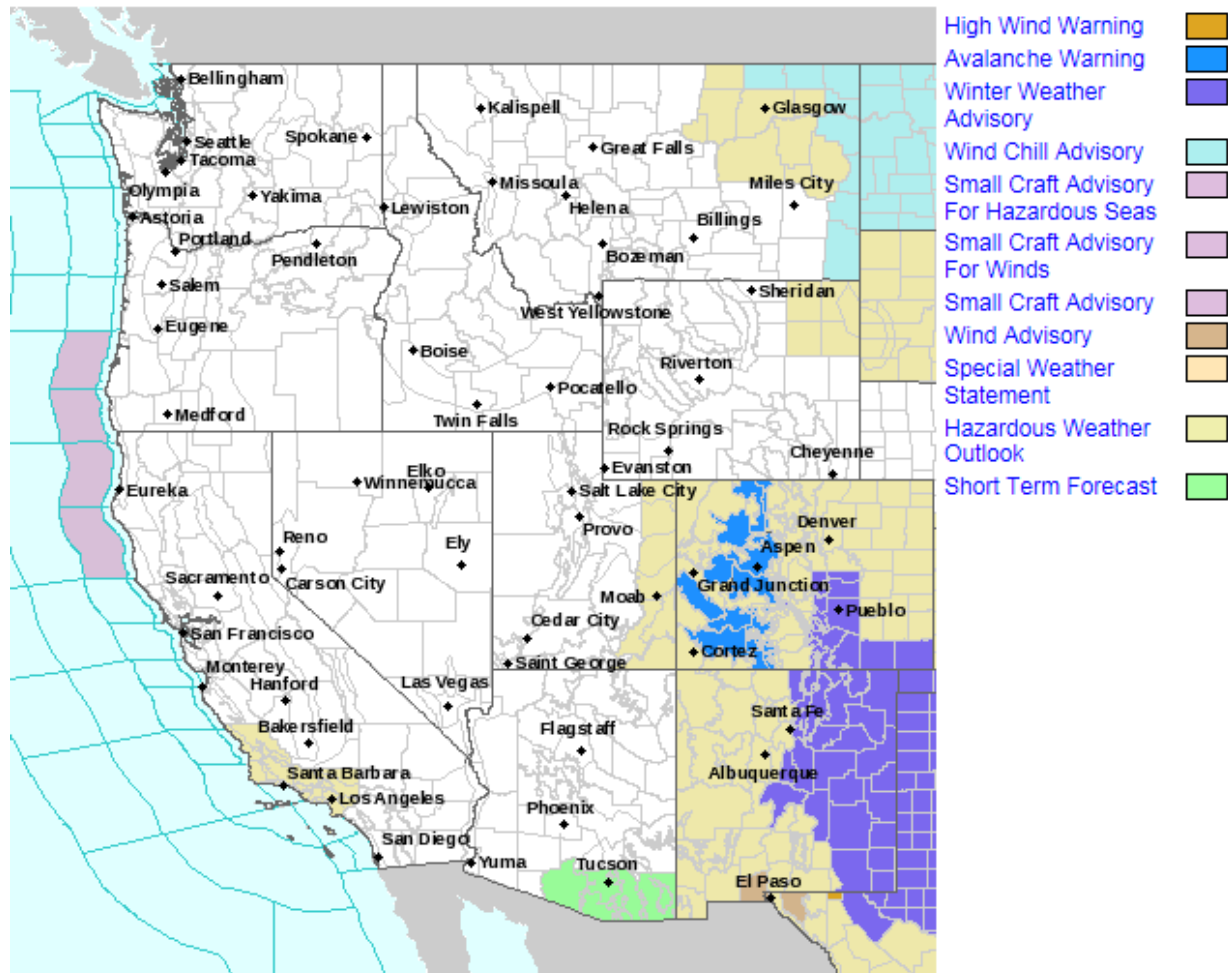 High Wind Warning
Avalanche Warning
Winter Weather
Advisory
Wind Chill Advisory
Small Craft Advisory
For Hazardous Seas
Small Craft Advisory
For Winds
Small Craft Advisory
Wind Advisory
Special Weather
Statement
Hazardous Weather
Outlook
Short Term Forecast
Bellingham
Kalispell
Glasgow
Seattle
Spokane
Great Falls
Tacoma
Olympia
Yakima
Missoula
Miles City
Astoria
Lewiston
Helena
Billings
Portland
Pendleton
Bozeman
Salem
Sheridan
West Yellowstone
Eugene
Boise
Riverton
Pocatello
Medford
Twin Falls
Rock Springs
Cheyenne
Elko
Evanston
Winnemucca
Eureka
Salt Lake City
Provo
Denver
Reno
Ely
Aspen
Carson City
Grand Junction
Sacramento
Moab
Pueblo
Cedar City
San Francisco
Cortez
Saint George
Monterey
Hanford
Las Vegas
Santa Fe
Bakersfield
Flagstaff
Albuquerque
Santa Barbara
Los Angeles
Phoenix
San Diego
Yuma
Tucson
El Paso